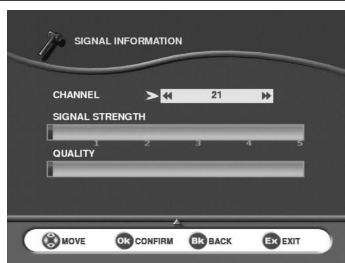 SIGNAL INFORMATION
CHANNEL 21
SIGNAL STRENGTH
1 2 3 4 5
QUALITY
MOVE Ok CONFIRM Bk BACK Ex EXIT